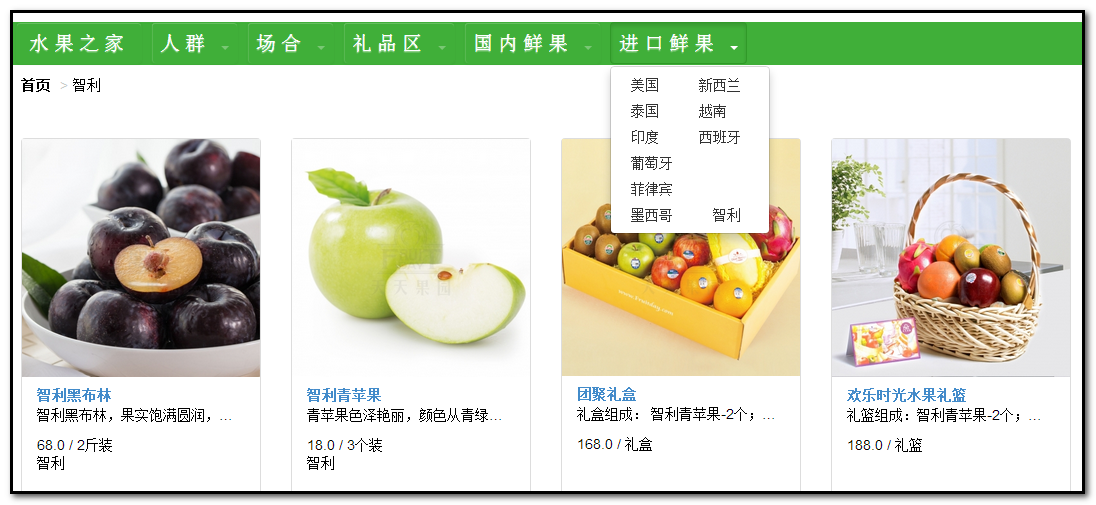 水果之家 人群 场合 礼品区 国内鲜果 进口鲜果
首页 > 智利
美国 新西兰
泰国 越南
印度 西班牙
葡萄牙
菲律宾
墨西哥 智利
天果园
www.Fruitday.com
智利黑布林
智利黑布林，果实饱满圆润，...
68.0 / 2斤装
智利
智利青苹果
青苹果色泽艳丽，颜色从青绿...
18.0 / 3个装
智利
团聚礼盒
礼盒组成： 智利青苹果-2个； ...
168.0 / 礼盒
欢乐时光水果礼篮
礼篮组成：智利青苹果-2个； ...
188.0 / 礼篮